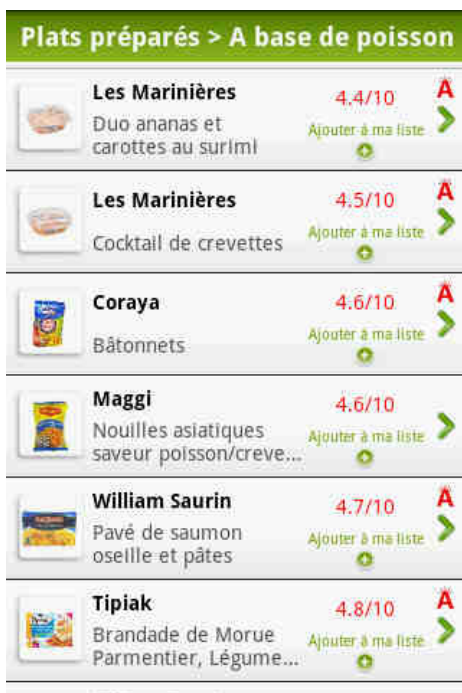 Plats préparés > A base de poisson
Les Marinières
4.4/10
A
Duo ananas et
carottes au surimi
Ajouter à ma liste
Les Marinières
4.5/10
A
Cocktail de crevettes
Ajouter à ma liste
Coraya
4.6/10
A
Bâtonnets
Ajouter à ma liste
Maggi
4.6/10
Nouilles asiatiques
saveur poisson/creve...
Ajouter à ma liste
William Saurin
4.7/10
A
Pavé de saumon
oseille et pâtes
Ajouter à ma liste
Tipiak
4.8/10
A
Brandade de Morue
Parmentier, Légume...
Ajouter à ma liste